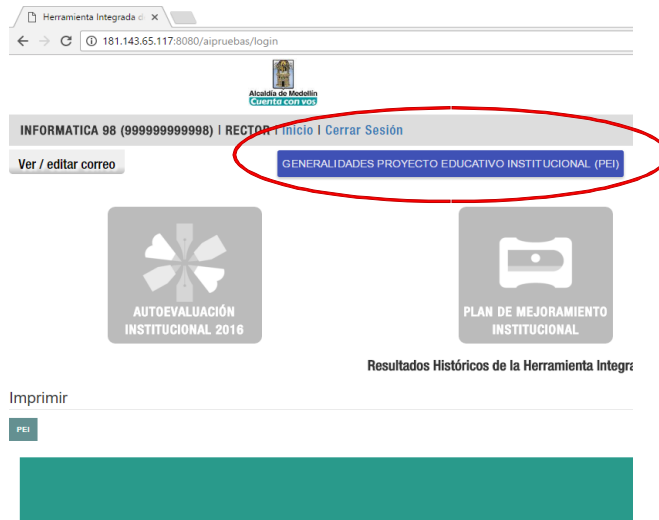 Herramienta Integrada d
181.143.65.117:8080/aipruebas/login
Alcaldía de Medellín
Cuenta con vos
INFORMATICA 98 (999999999998) I RECTOR I Inicio I Cerrar Sesión
Ver / editar correo
GENERALIDADES PROYECTO EDUCATIVO INSTITUCIONAL (PEI)
AUTOEVALUACIÓN
INSTITUCIONAL 2016
PLAN DE MEJORAMIENTO
INSTITUCIONAL
Resultados Históricos de la Herramienta Integra
Imprimir
PEI